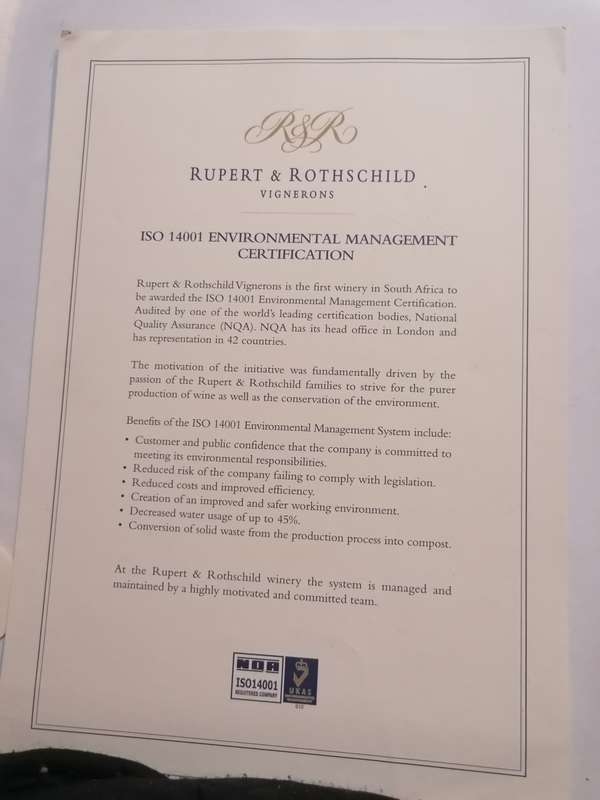 R&R
RUPERT & ROTHSCHILD
VIGNERONS
ISO 14001 ENVIRONMENTAL MANAGEMENT
CERTIFICATION
Rupert & Rothschild Vignerons is the first winery in South Africa to
be awarded the ISO 14001 Environmental Management Certification.
Audited by one of the world's leading certification bodies, National
Quality Assurance (NQA). NQA has its head office in London and
has representation in 42 countries.
The motivation of the initiative was fundamentally driven by the
passion of the Rupert & Rothschild families to strive for the purer
production of wine as well as the conservation of the environment.
Benefits of the ISO 14001 Environmental Management System include:
• Customer and public confidence that the company is committed to
meeting its environmental responsibilities.
• Reduced risk of the company failing to comply with legislation.
• Reduced costs and improved efficiency.
• Creation of an improved and safer working environment.
• Decreased water usage of up to 45%.
• Conversion of solid waste from the production process into compost.
At the Rupert & Rothschild winery the system is managed and
maintained by a highly motivated and committed team.
NQA
ISO14001
REGISTERED COMPANY
UKAS
015